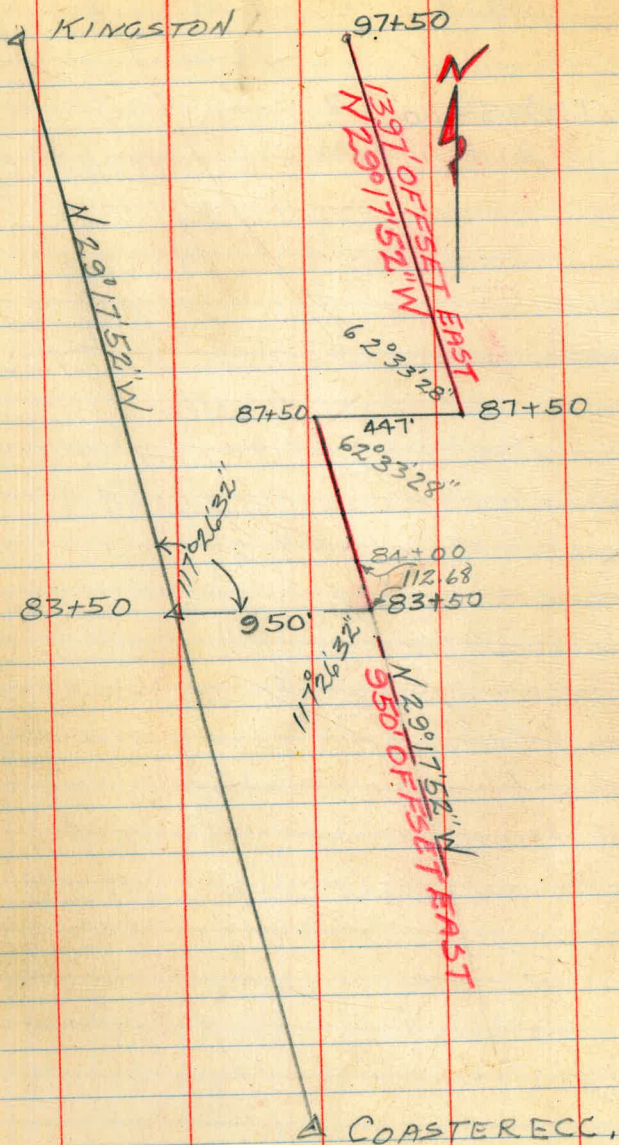 KINGSTON
97+50
N
1397' OFFSET EAST
N 29°17'52" W
N 29°17'52" W
62°33'28"
87+50
447'
87+50
62°33'28"
117°26'32"
84+00
112.68
83+50
950'
83+50
117°26'32"
N 29°17'52" W
950' OFFSET EAST
COASTER ECC.